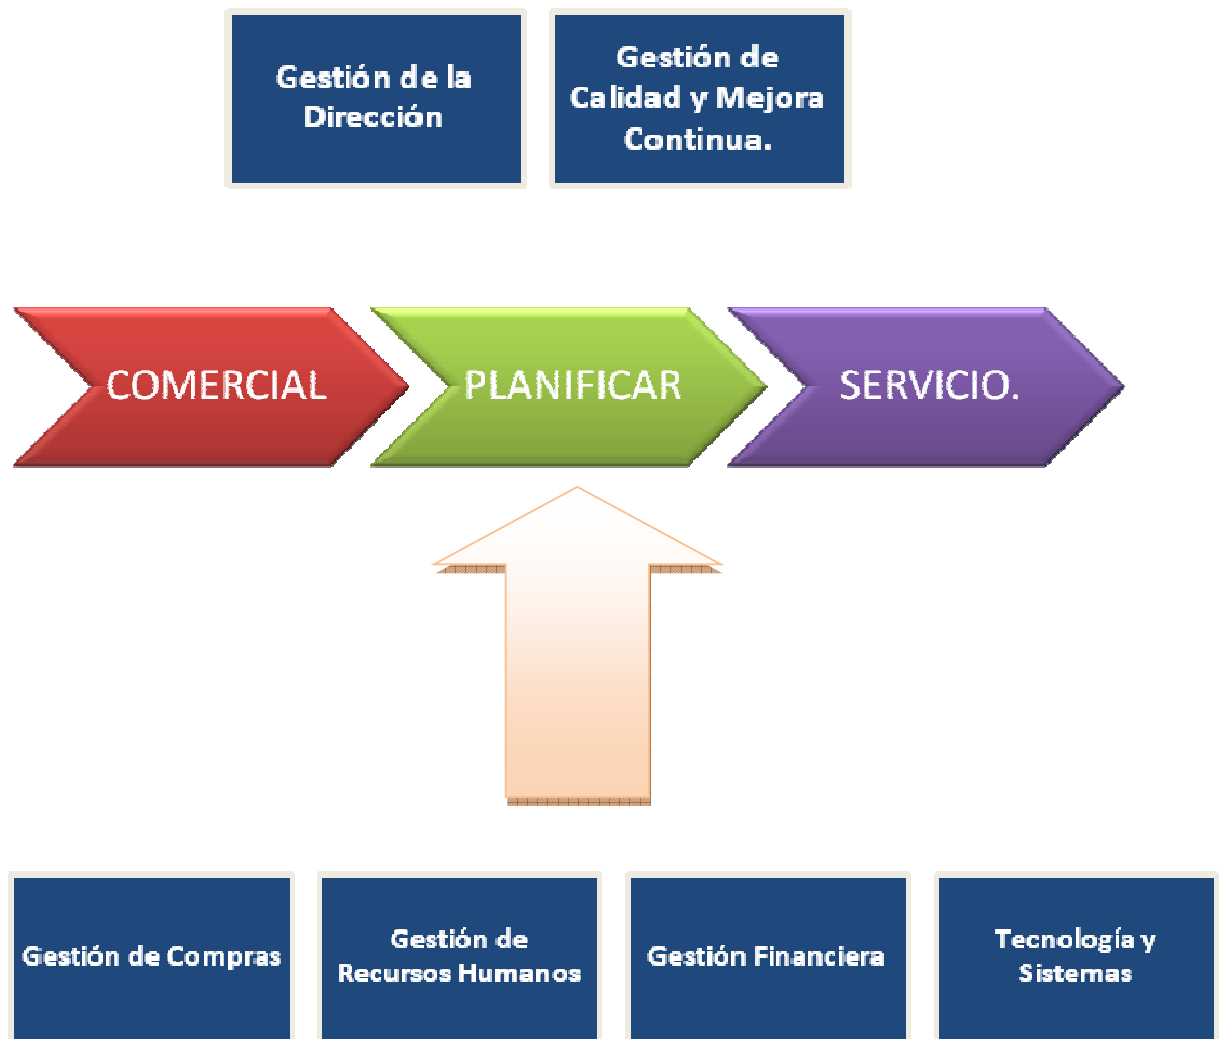 Gestión de la
Dirección
Gestión de
Calidad y Mejora
Continua.
COMERCIAL
PLANIFICAR
SERVICIO.
Gestión de Compras
Gestión de
Recursos Humanos
Gestión Financiera
Tecnología y
Sistemas